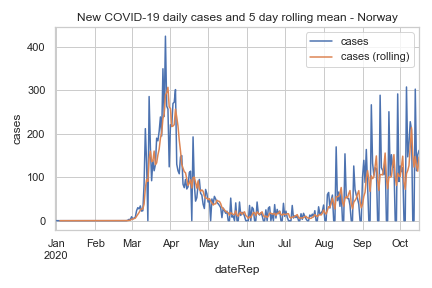 New COVID-19 daily cases and 5 day rolling mean - Norway
cases
cases (rolling)
400
300
200
100
0
cases
Jan Feb Mar Apr May Jun Jul Aug Sep Oct
2020
dateRep